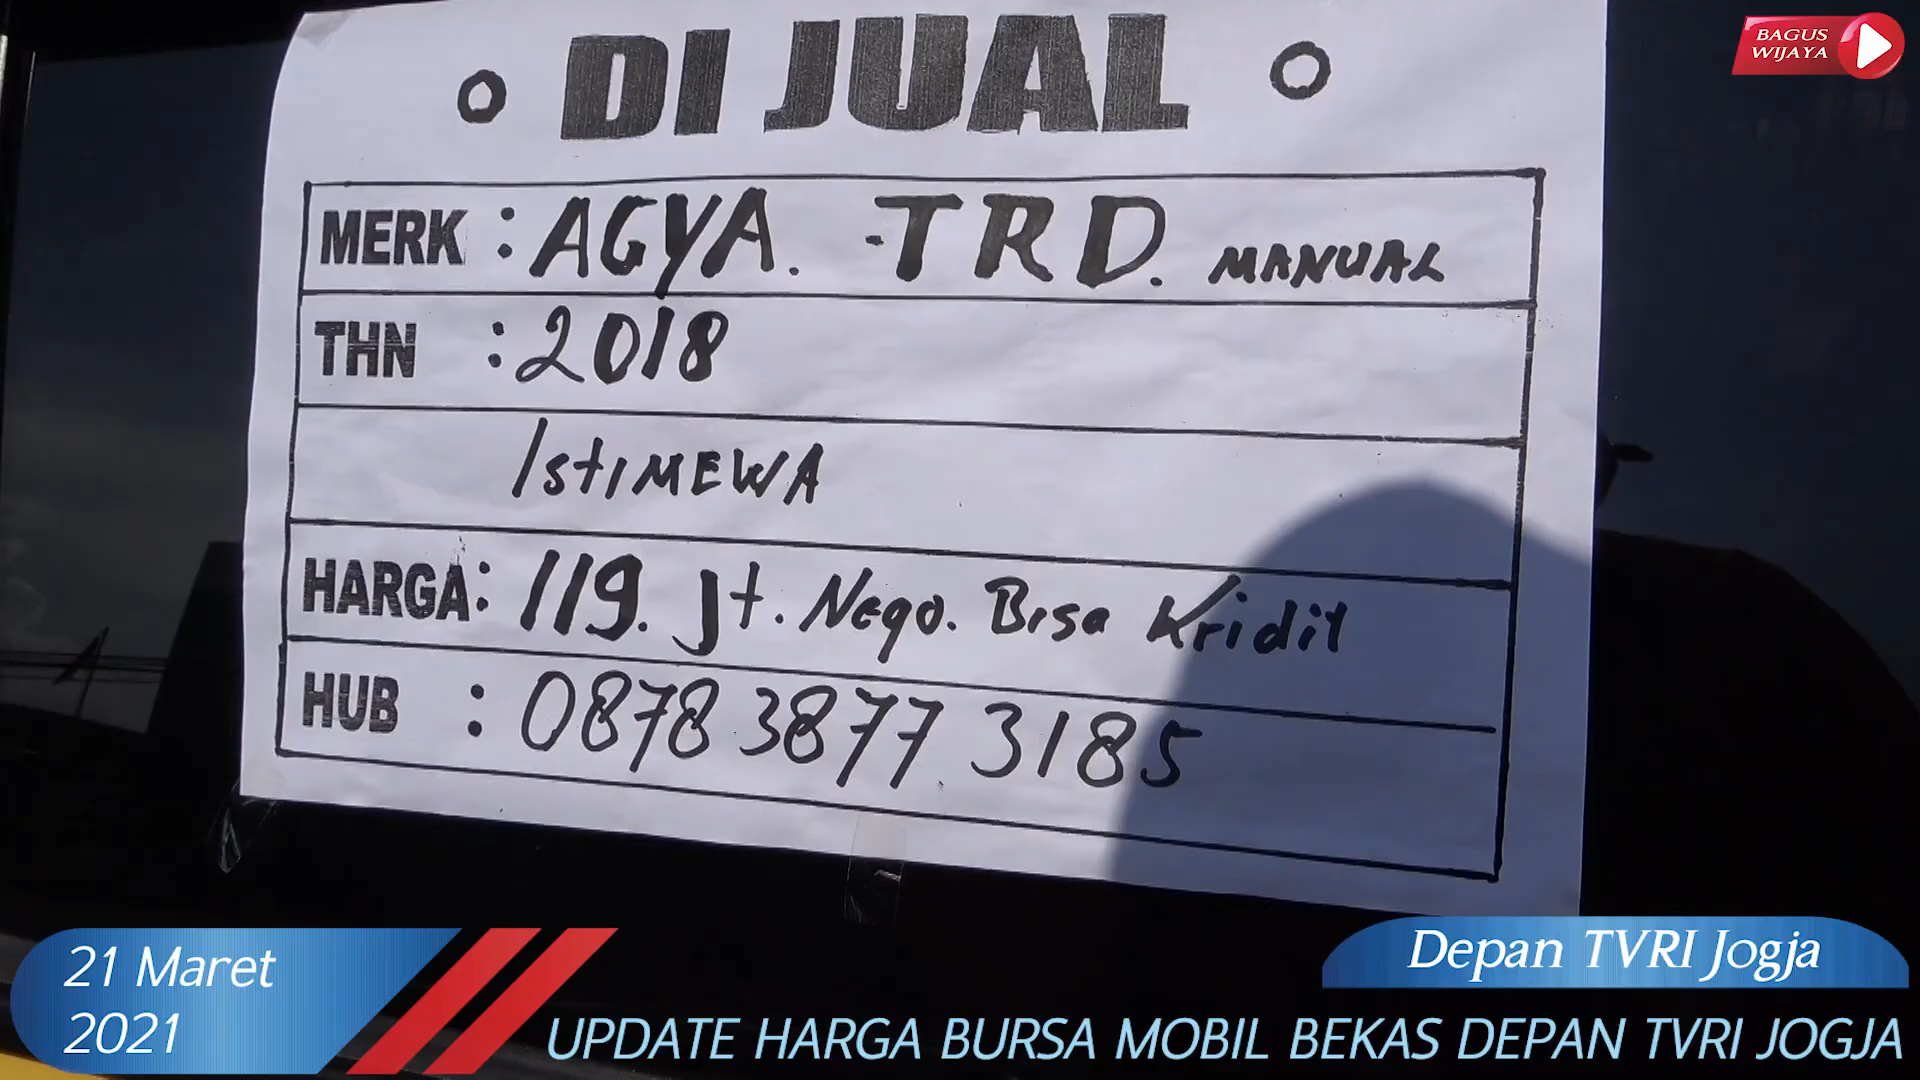 BAGUS
WIJAYA
DI JUAL
MERK : AGYA. -TRD. MANUAL
THN : 2018
IstIMEWA
HARGA: 119. Jt. Nego. Bisa Kridit
HUB : 0878 3877 3185
21 Maret
2021
Depan TVRI Jogja
UPDATE HARGA BURSA MOBIL BEKAS DEPAN TVRI JOGJA